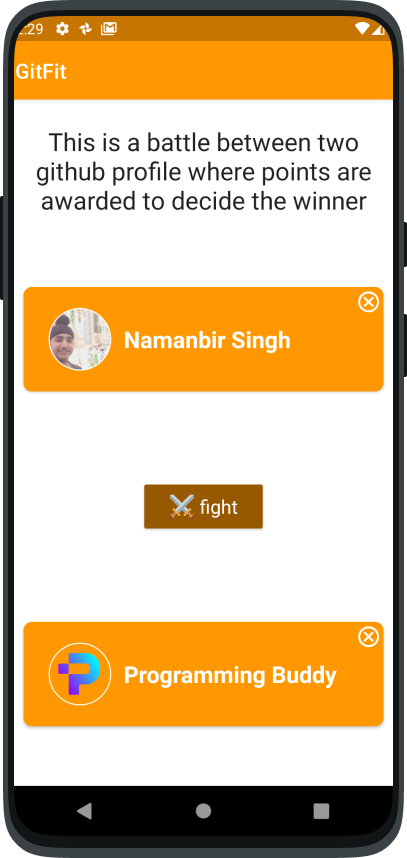 :29
GitFit
This is a battle between two
github profile where points are
awarded to decide the winner
Namanbir Singh
⚔️ fight
Programming Buddy